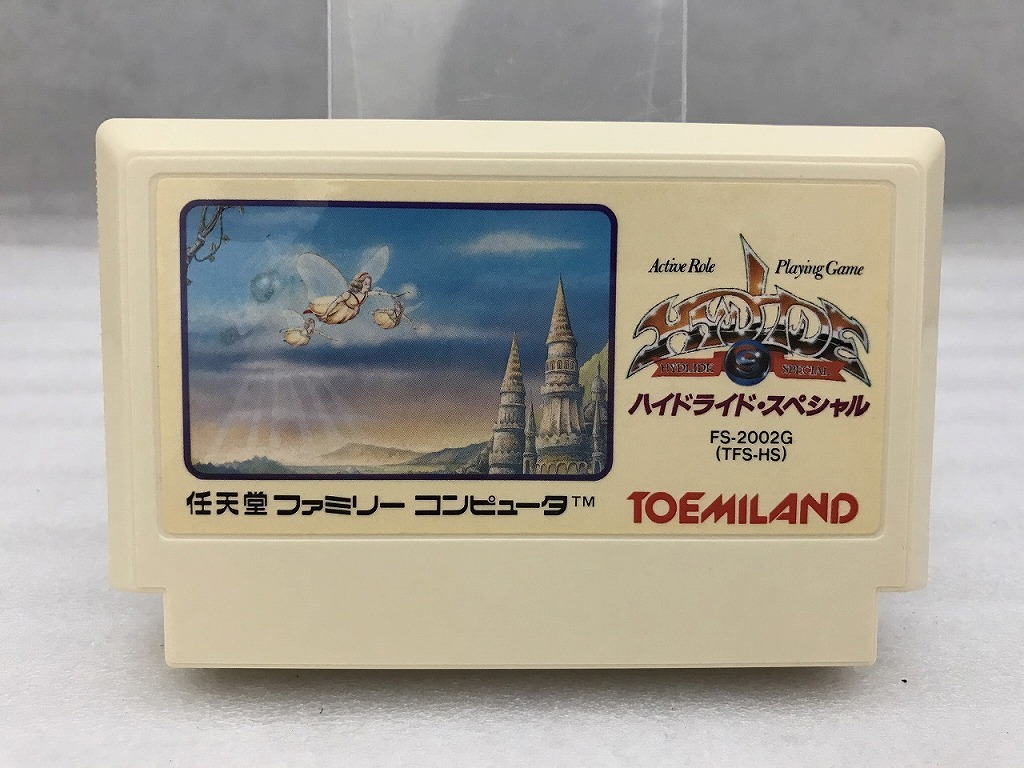 Active Role Playing Game
HYDLIDE
S
HYDLIDE SPECIAL
ハイドライド・スペシャル
FS-2002G
(TFS-HS)
任天堂 ファミリー コンピュータ™
TOEMILAND